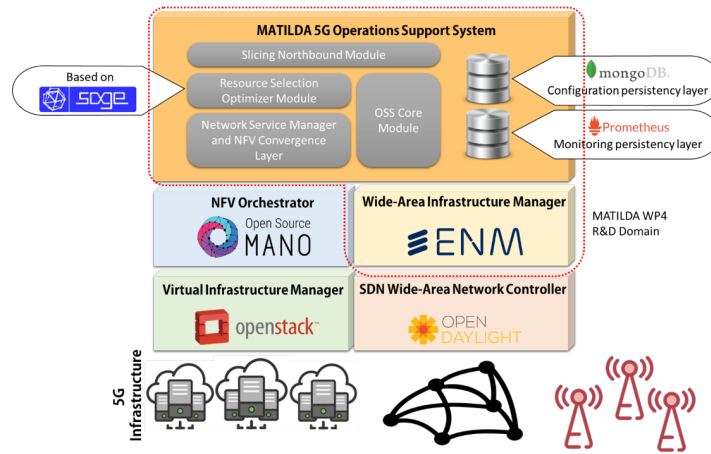 MATILDA 5G Operations Support System
Slicing Northbound Module
Based on
Resource Selection
Optimizer Module
OSS Core
Module
Network Service Manager
and NFV Convergence
Layer
mongoDB.
Configuration persistency layer
Prometheus
Monitoring persistency layer
NFV Orchestrator
Open Source
MANO
Wide-Area Infrastructure Manager
ENM
MATILDA WP4
R&D Domain
Virtual Infrastructure Manager
openstack™
SDN Wide-Area Network Controller
OPEN
DAYLIGHT
5G
Infrastructure